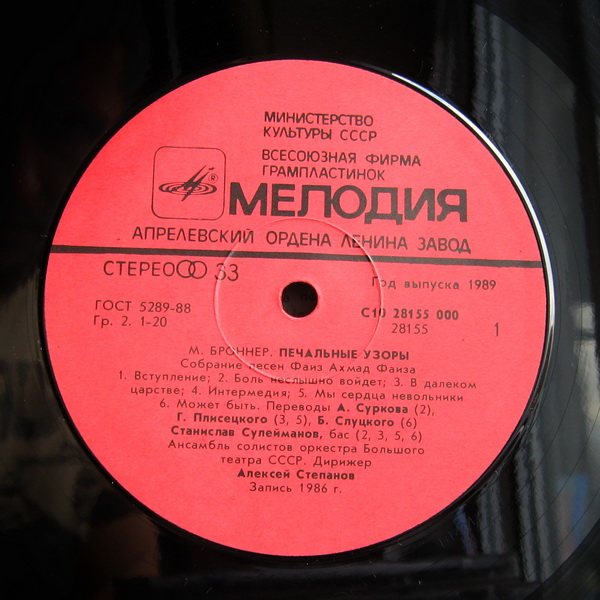 МИНИСТЕРСТВО
КУЛЬТУРЫ СССР
ВСЕСОЮЗНАЯ ФИРМА
ГРАМПЛАСТИНОК
МЕЛОДИЯ
АПРЕЛЕВСКИЙ ОРДЕНА ЛЕНИНА ЗАВОД
СТЕРЕО 33
Год выпуска 1989
ГОСТ 5289-88
С10 28155 000
Гр. 2. 1-20
28155
1
М. БРОННЕР. ПЕЧАЛЬНЫЕ УЗОРЫ
Собрание песен Фаиз Ахмад Фаиза
1. Вступление; 2. Боль неслышно войдет; 3. В далеком
царстве; 4. Интермедия; 5. Мы сердца невольники
6. Может быть. Переводы А. Суркова (2),
Г. Плисецкого (3, 5), Б. Слуцкого (6)
Станислав Сулейманов, бас (2, 3, 5, 6)
Ансамбль солистов оркестра Большого
театра СССР. Дирижер
Алексей Степанов
Запись 1986 г.